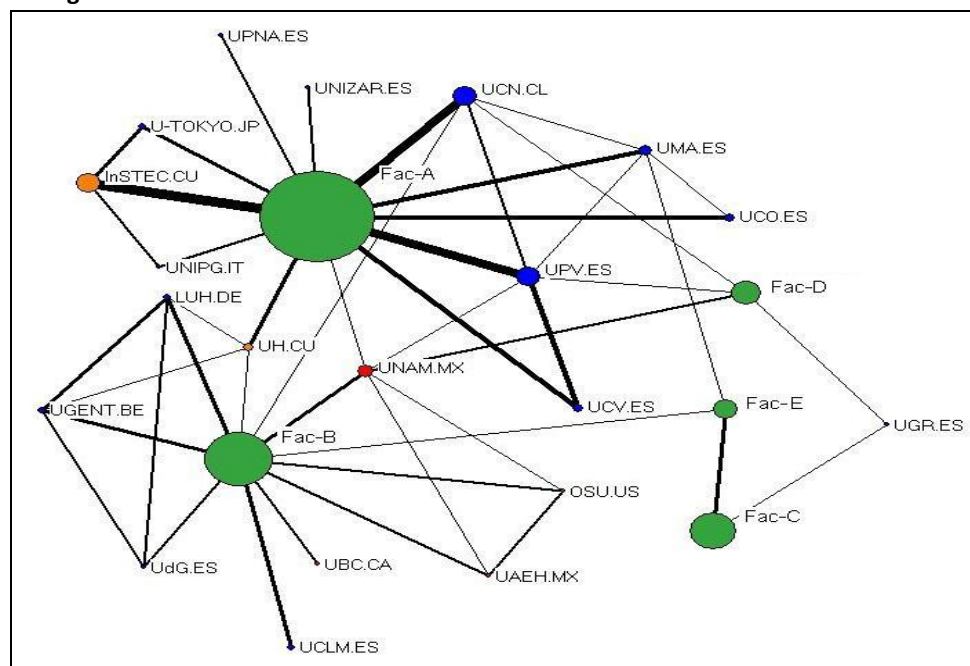 UPNA.ES
UNIZAR.ES
UCN.CL
U-TOKYO.JP
UMA.ES
Fac-A
InSTEC.CU
UCO.ES
UNIPG.IT
UPV.ES
Fac-D
LUH.DE
UH.CU
UNAM.MX
UGENT.BE
UCV.ES
Fac-E
UGR.ES
Fac-B
OSU.US
Fac-C
UdG.ES
UBC.CA
UAEH.MX
UCLM.ES